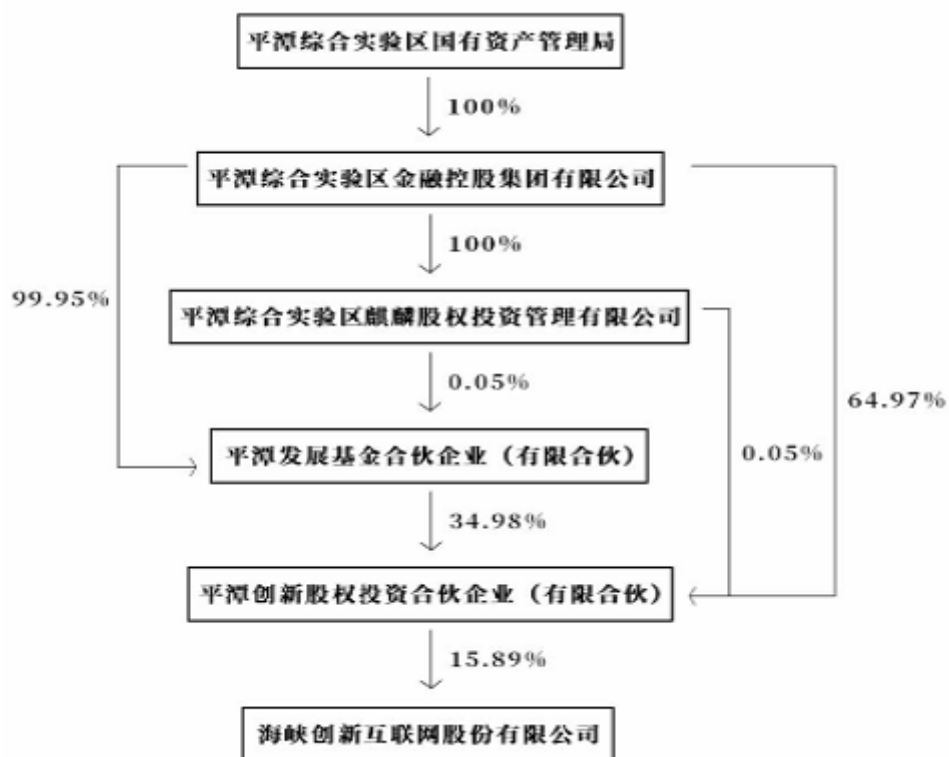 平潭综合实验区国有资产管理局
100%
平潭综合实验区金融控股集团有限公司
100%
99.95%
平潭综合实验区麒麟股权投资管理有限公司
0.05%
64.97%
平潭发展基金合伙企业（有限合伙）
0.05%
34.98%
平潭创新股权投资合伙企业（有限合伙）
15.89%
海峡创新互联网股份有限公司